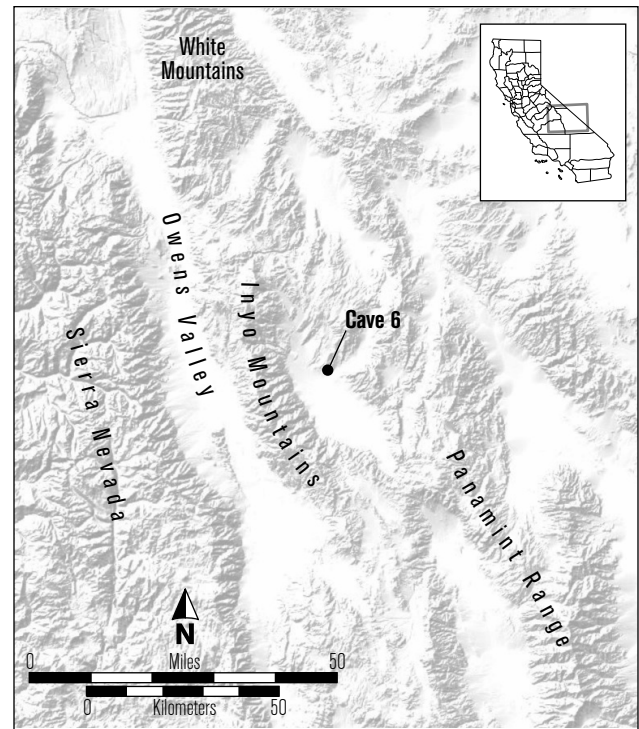 White
Mountains
Owens Valley
Inyo Mountains
Cave 6
Sierra Nevada
Panamint Range
N
0 Miles 50
0 Kilometers 50